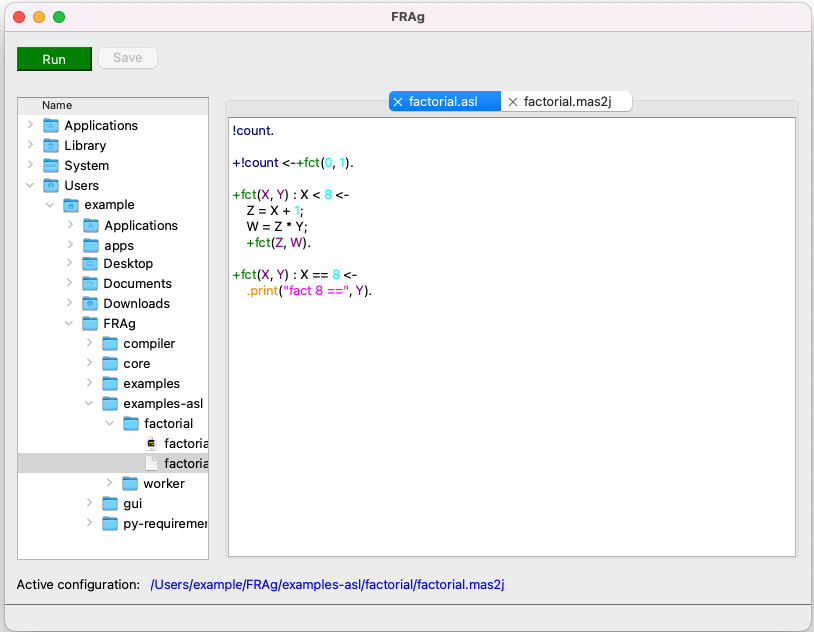 FRAg
Run
Save
Name
Applications
Library
System
Users
example
Applications
apps
Desktop
Documents
Downloads
FRAg
compiler
core
examples
examples-asl
factorial
factoria
factoria
worker
gui
py-requiremer
factorial.asl
factorial.mas2j
!count.
+!count <-+fct(0, 1).
+fct(X, Y) : X < 8 <-
Z = X + 1;
W = Z * Y;
+fct(Z, W).
+fct(X, Y) : X == 8 <-
.print("fact 8 ==", Y).
Active configuration: /Users/example/FRAg/examples-asl/factorial/factorial.mas2j